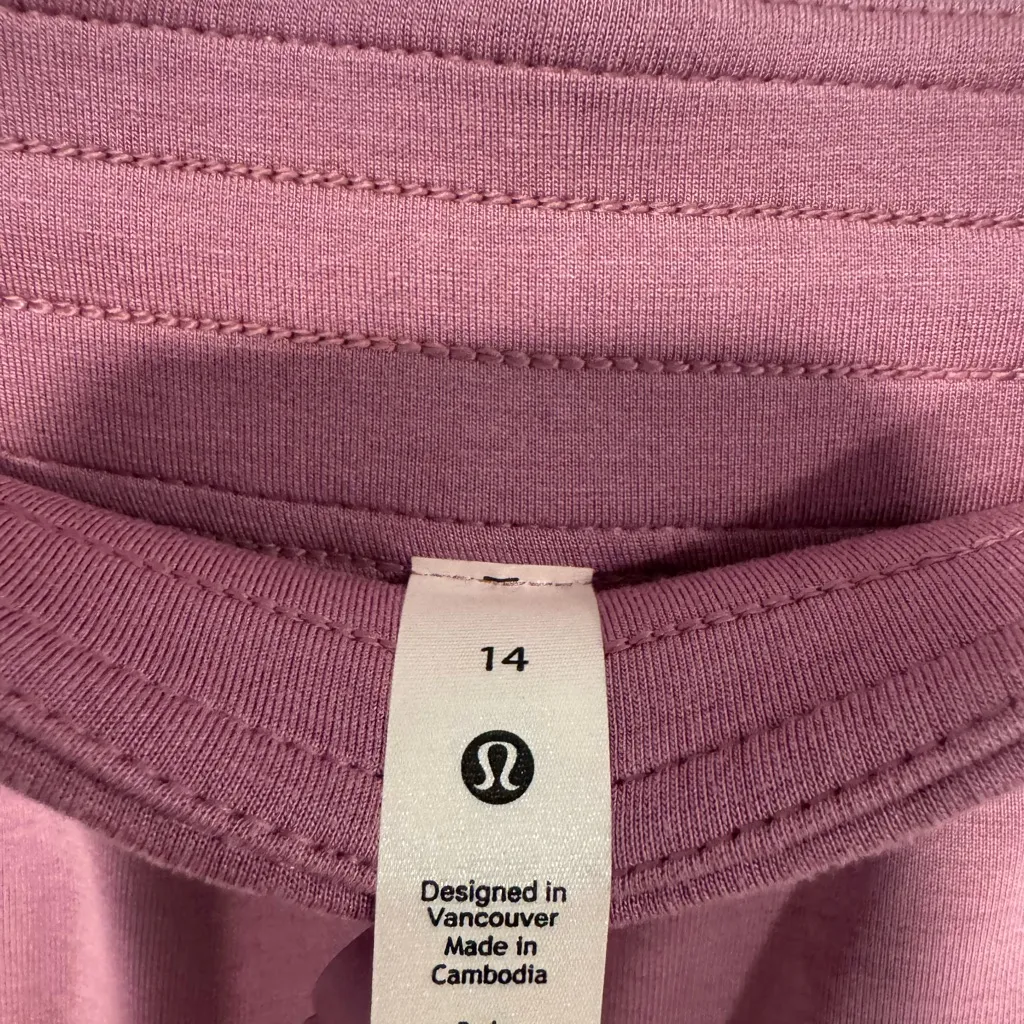 14
Designed in
Vancouver
Made in
Cambodia